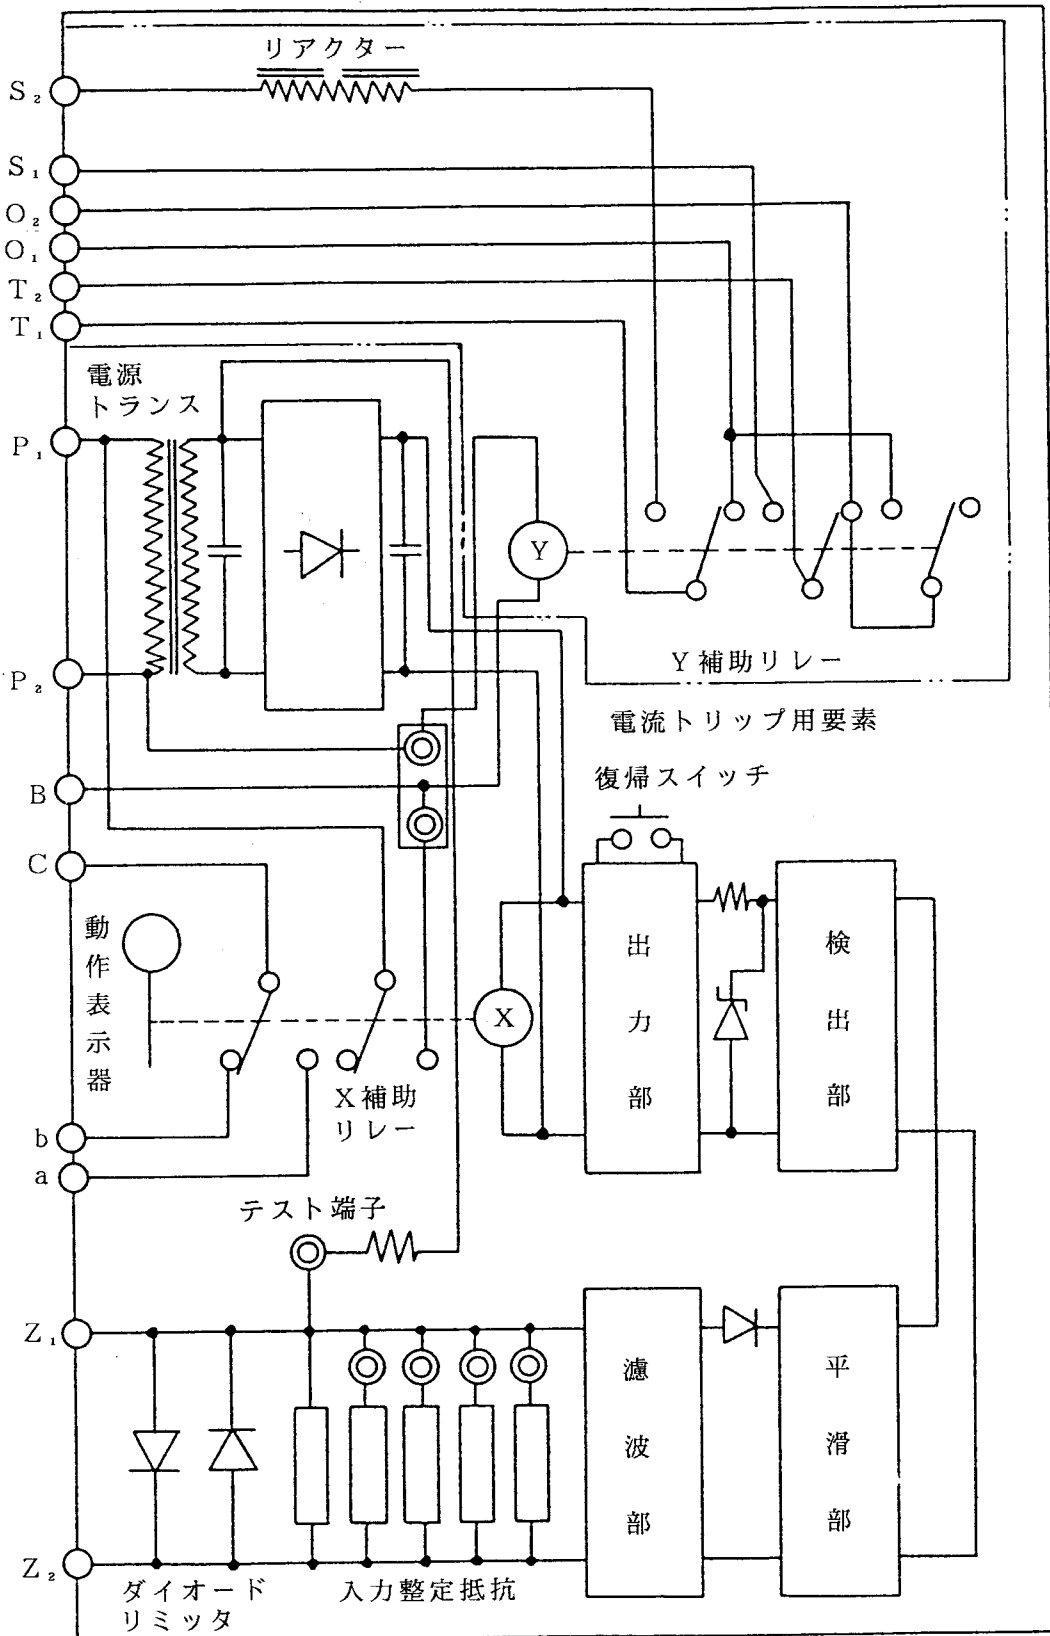 リアクター
S₂
S₁
O₂
O₁
T₂
T₁
電源
トランス
P₁
Y
P₂
Y補助リレー
電流トリップ用要素
復帰スイッチ
B
C
動作表示器
出力部
検出部
X
X補助
リレー
b
a
テスト端子
Z₁
濾波部
平滑部
Z₂
ダイオード
リミッタ
入力整定抵抗